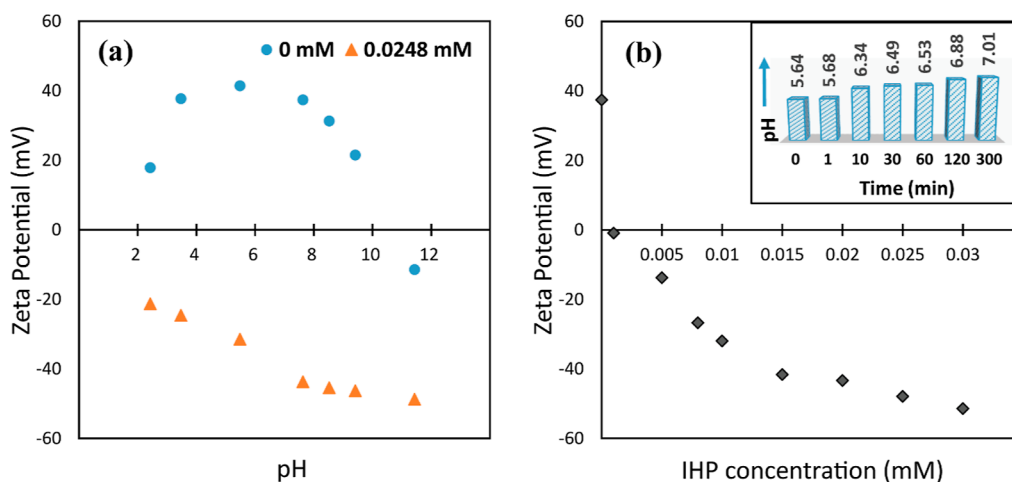 (a)
0 mM
0.0248 mM
60
40
20
0
-20
-40
-60
2 4 6 8 10 12
Zeta Potential (mV)
pH
(b)
60
40
20
0
-20
-40
-60
0.005 0.01 0.015 0.02 0.025 0.03
Zeta Potential (mV)
IHP concentration (mM)
pH
5.64 5.68 6.34 6.49 6.53 6.88 7.01
0 1 10 30 60 120 300
Time (min)